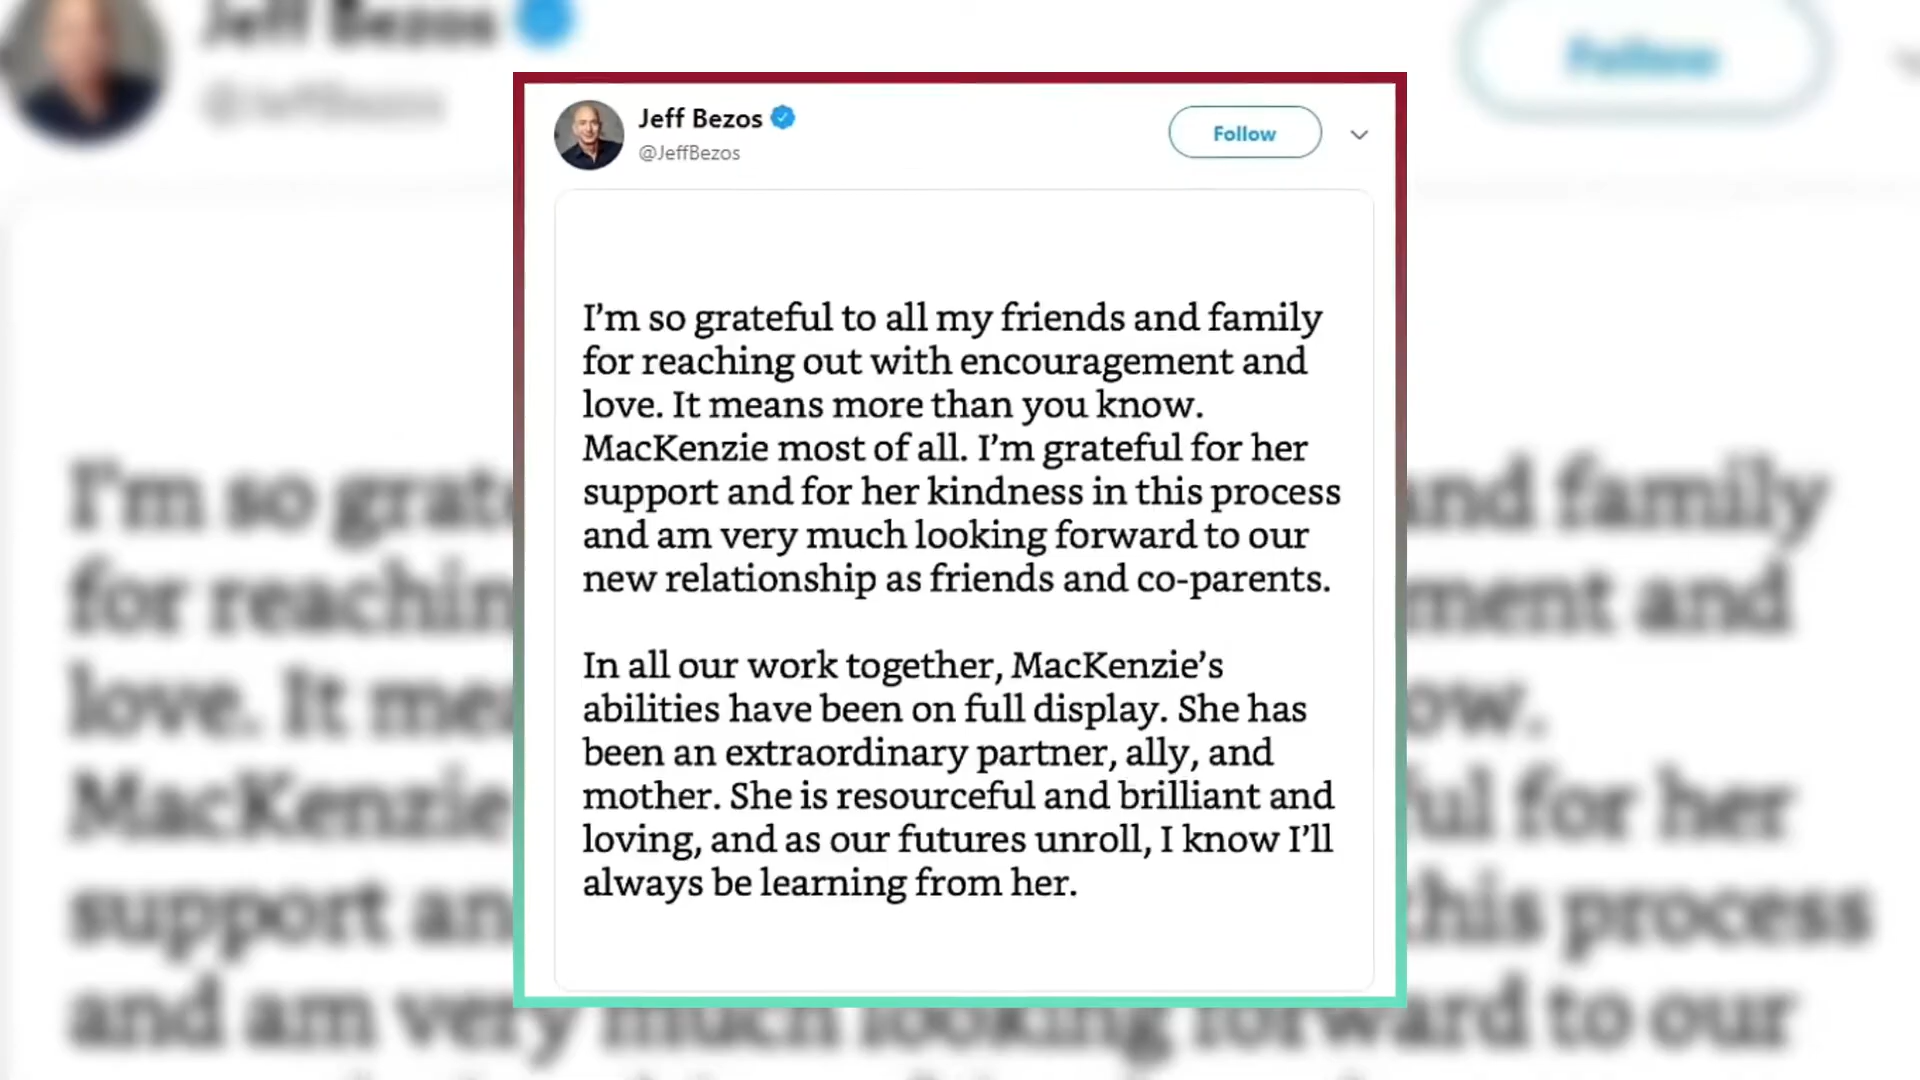 Jeff Bezos
@JeffBezos
Follow
I'm so grateful to all my friends and family
for reaching out with encouragement and
love. It means more than you know.
MacKenzie most of all. I'm grateful for her
support and for her kindness in this process
and am very much looking forward to our
new relationship as friends and co-parents.
In all our work together, MacKenzie's
abilities have been on full display. She has
been an extraordinary partner, ally, and
mother. She is resourceful and brilliant and
loving, and as our futures unroll, I know I'll
always be learning from her.